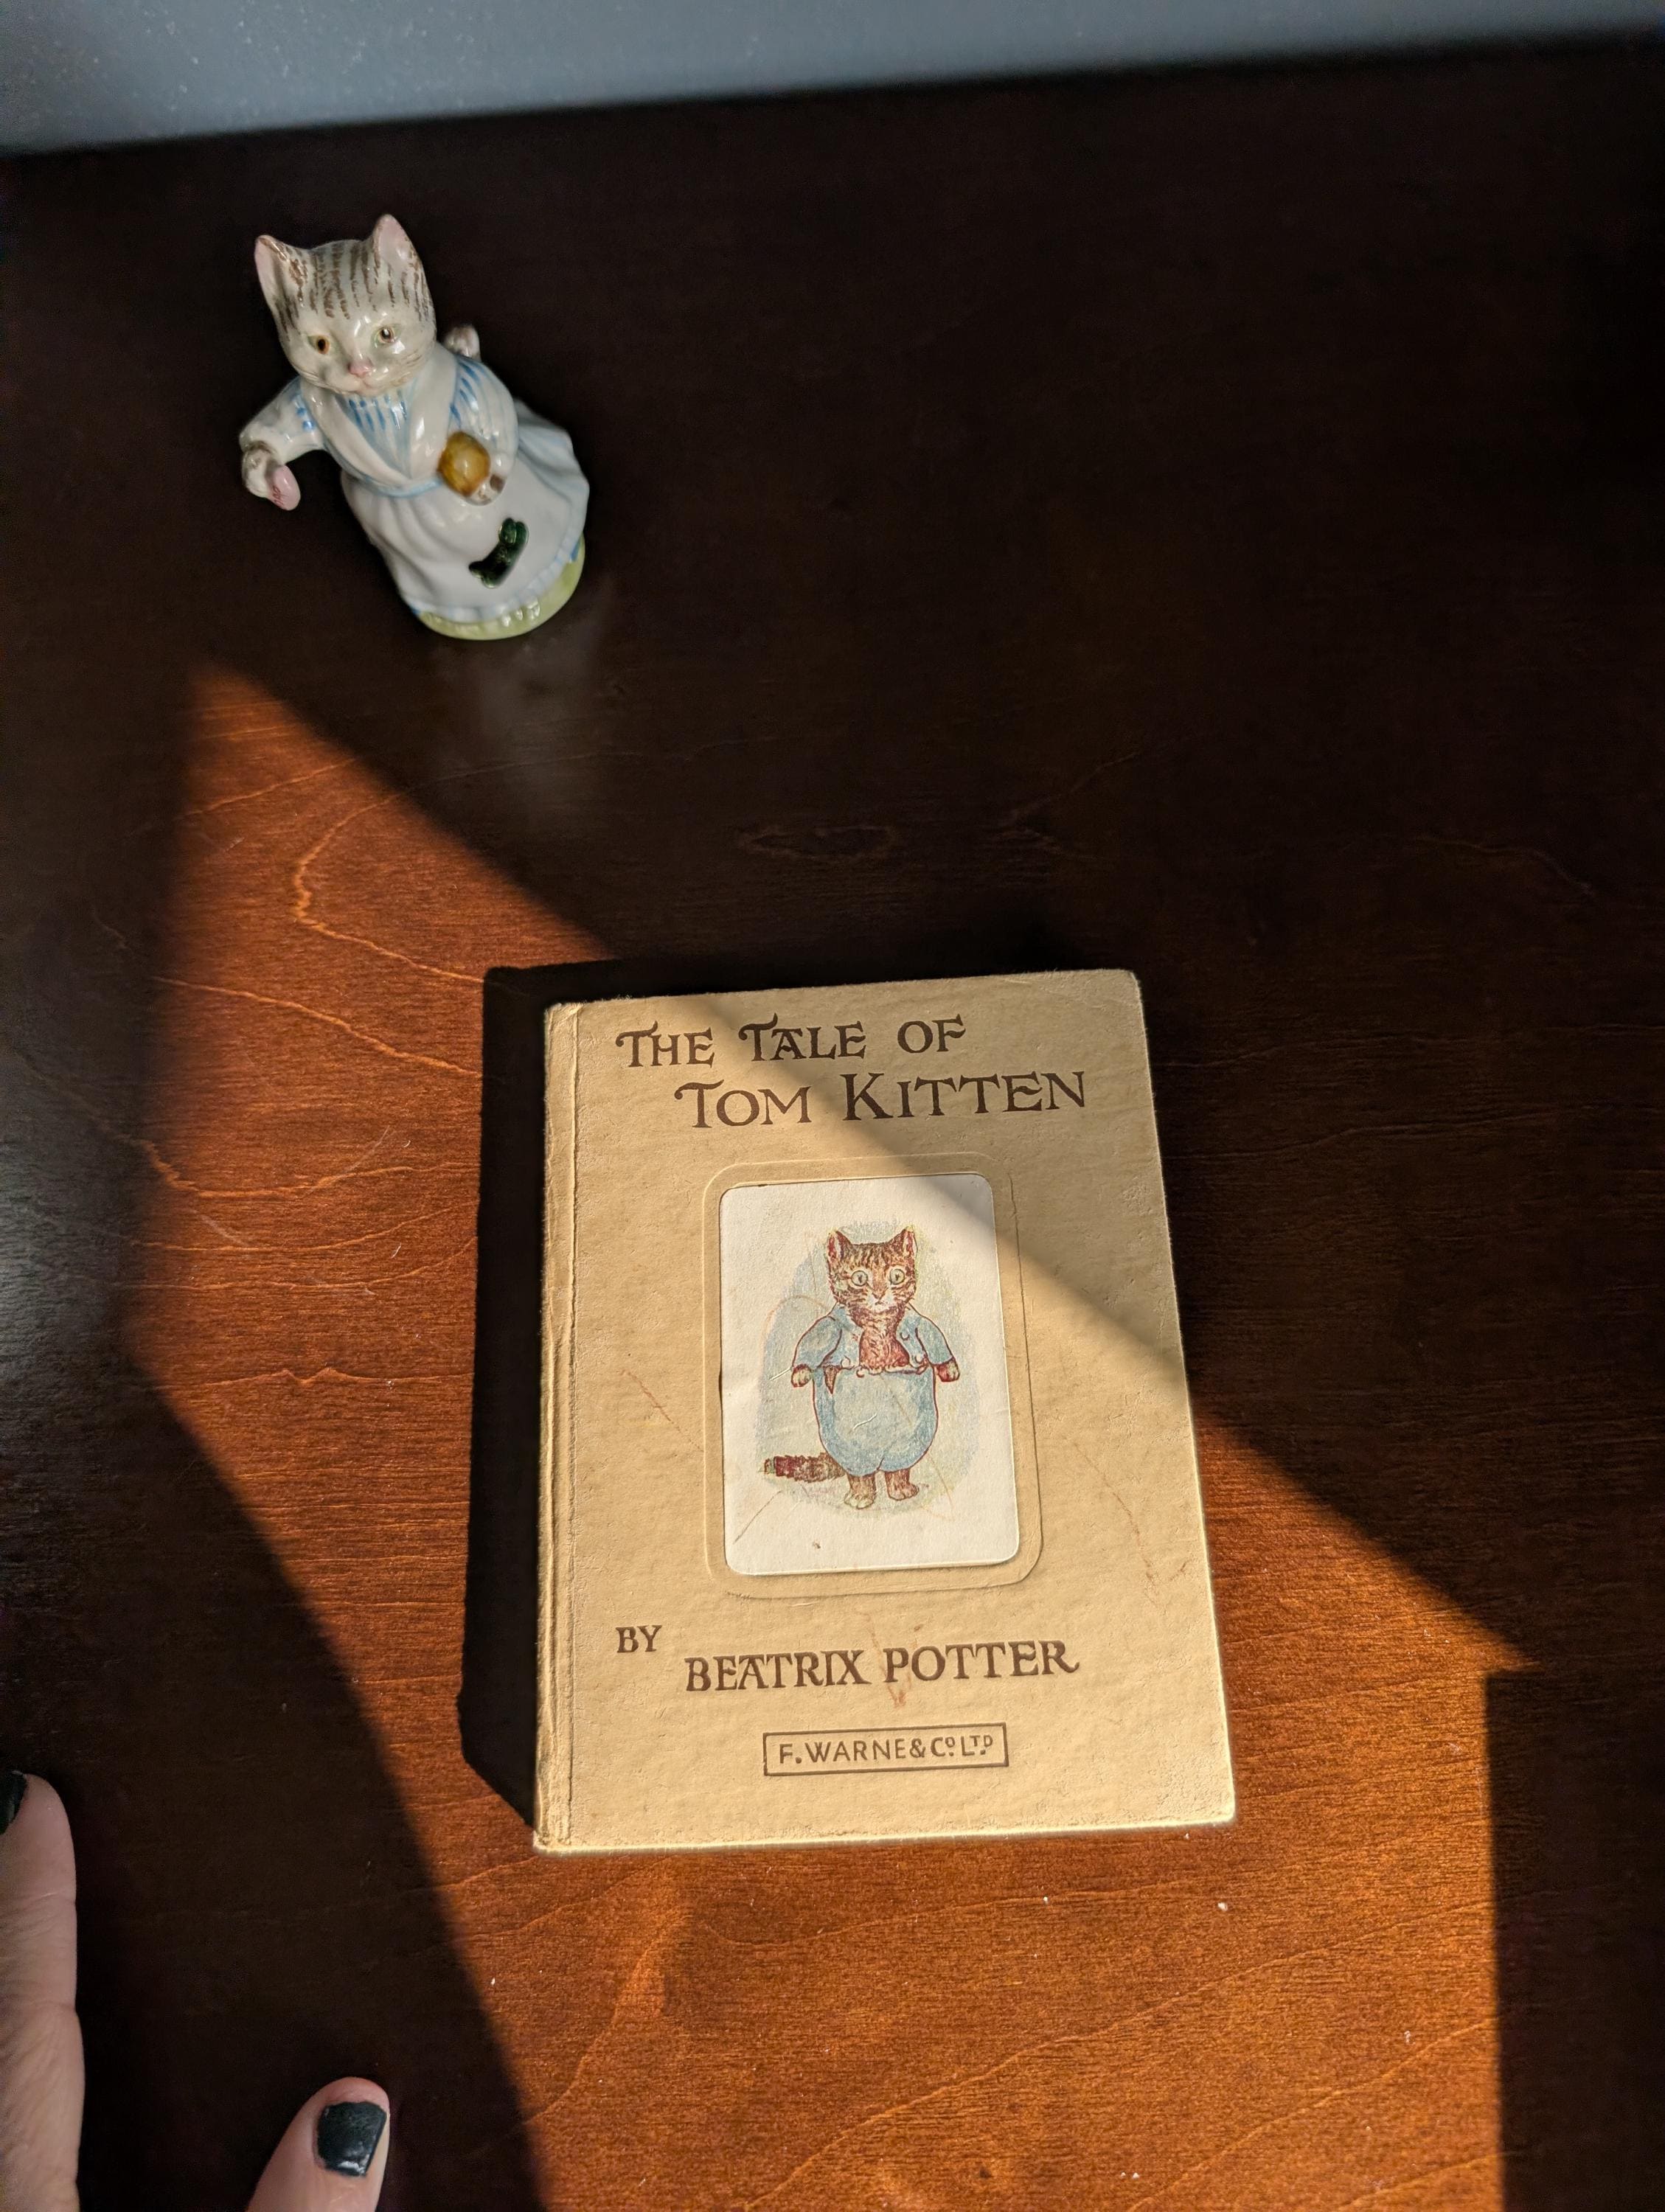 THE TALE OF
TOM KITTEN
BY
BEATRIX POTTER
F. WARNE & Cº LTD